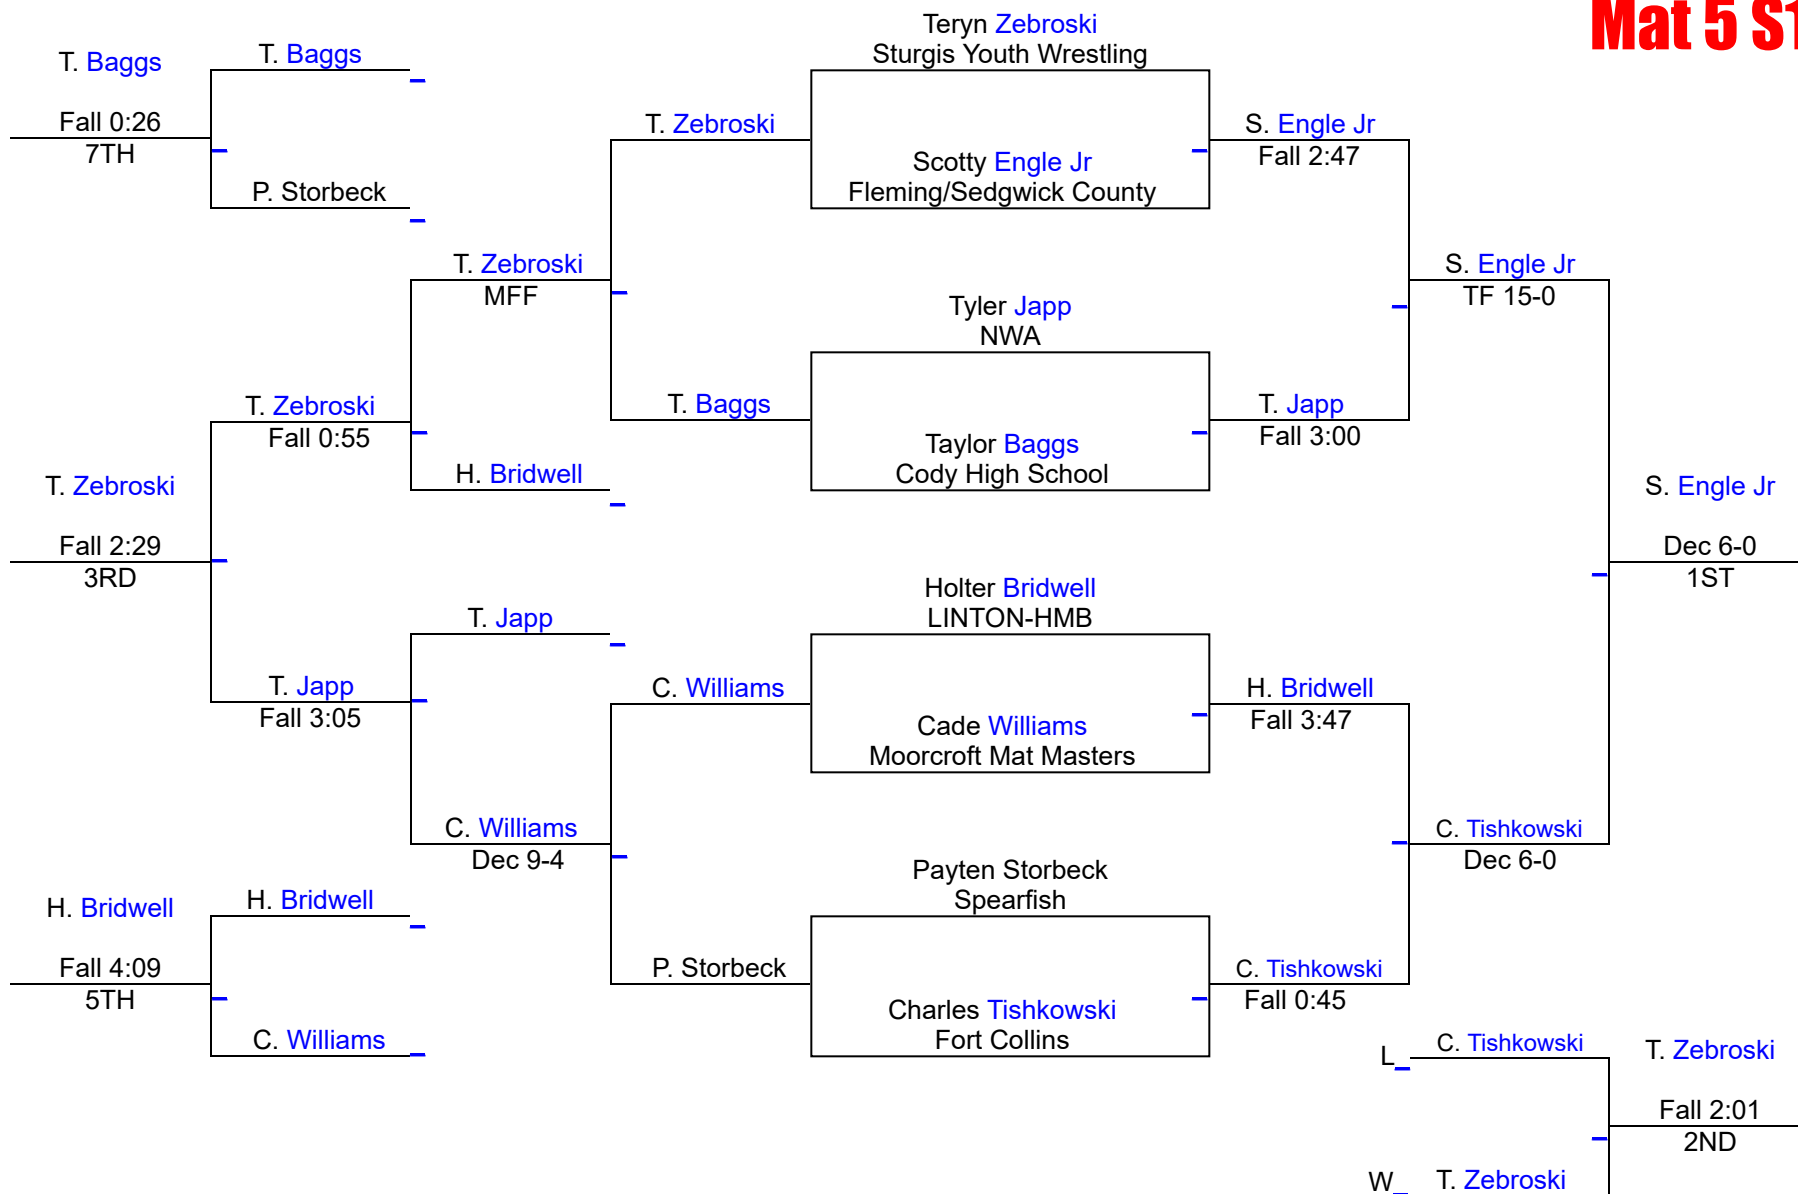 Mat 5 S1
Teryn Zebroski
Sturgis Youth Wrestling
T. Baggs
T. Baggs
Fall 0:26
7TH
P. Storbeck
T. Zebroski
Scotty Engle Jr
Fleming/Sedgwick County
S. Engle Jr
Fall 2:47
T. Zebroski
MFF
S. Engle Jr
TF 15-0
Tyler Japp
NWA
T. Zebroski
Fall 0:55
T. Baggs
Taylor Baggs
Cody High School
T. Japp
Fall 3:00
H. Bridwell
T. Zebroski
Fall 2:29
3RD
S. Engle Jr
Dec 6-0
1ST
Holter Bridwell
LINTON-HMB
T. Japp
T. Japp
Fall 3:05
C. Williams
Cade Williams
Moorcroft Mat Masters
H. Bridwell
Fall 3:47
C. Williams
Dec 9-4
C. Tishkowski
Dec 6-0
Payten Storbeck
Spearfish
H. Bridwell
H. Bridwell
Fall 4:09
5TH
C. Williams
P. Storbeck
Charles Tishkowski
Fort Collins
C. Tishkowski
Fall 0:45
L_
C. Tishkowski
T. Zebroski
Fall 2:01
2ND
W_
T. Zebroski